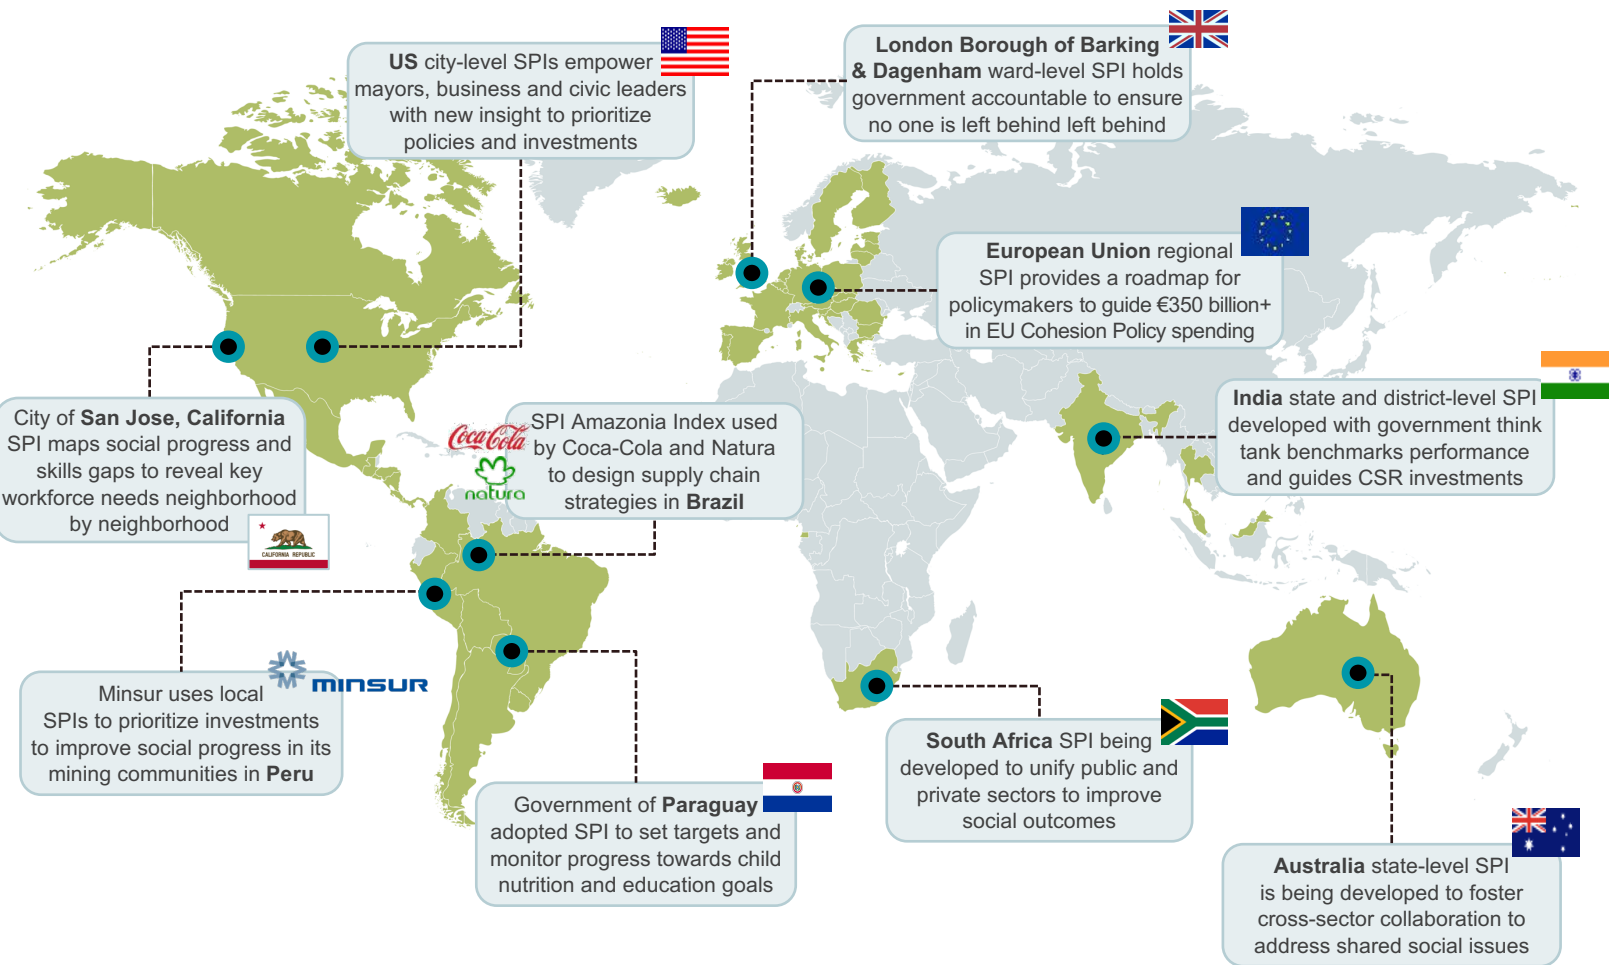 US city-level SPIs empower
mayors, business and civic leaders
with new insight to prioritize
policies and investments
London Borough of Barking
& Dagenham ward-level SPI holds
government accountable to ensure
no one is left behind left behind
European Union regional
SPI provides a roadmap for
policymakers to guide €350 billion+
in EU Cohesion Policy spending
City of San Jose, California
SPI maps social progress and
skills gaps to reveal key
workforce needs neighborhood
by neighborhood
CALIFORNIA REPUBLIC
Coca-Cola
natura
SPI Amazonia Index used
by Coca-Cola and Natura
to design supply chain
strategies in Brazil
India state and district-level SPI
developed with government think
tank benchmarks performance
and guides CSR investments
MINSUR
Minsur uses local
SPIs to prioritize investments
to improve social progress in its
mining communities in Peru
Government of Paraguay
adopted SPI to set targets and
monitor progress towards child
nutrition and education goals
South Africa SPI being
developed to unify public and
private sectors to improve
social outcomes
Australia state-level SPI
is being developed to foster
cross-sector collaboration to
address shared social issues